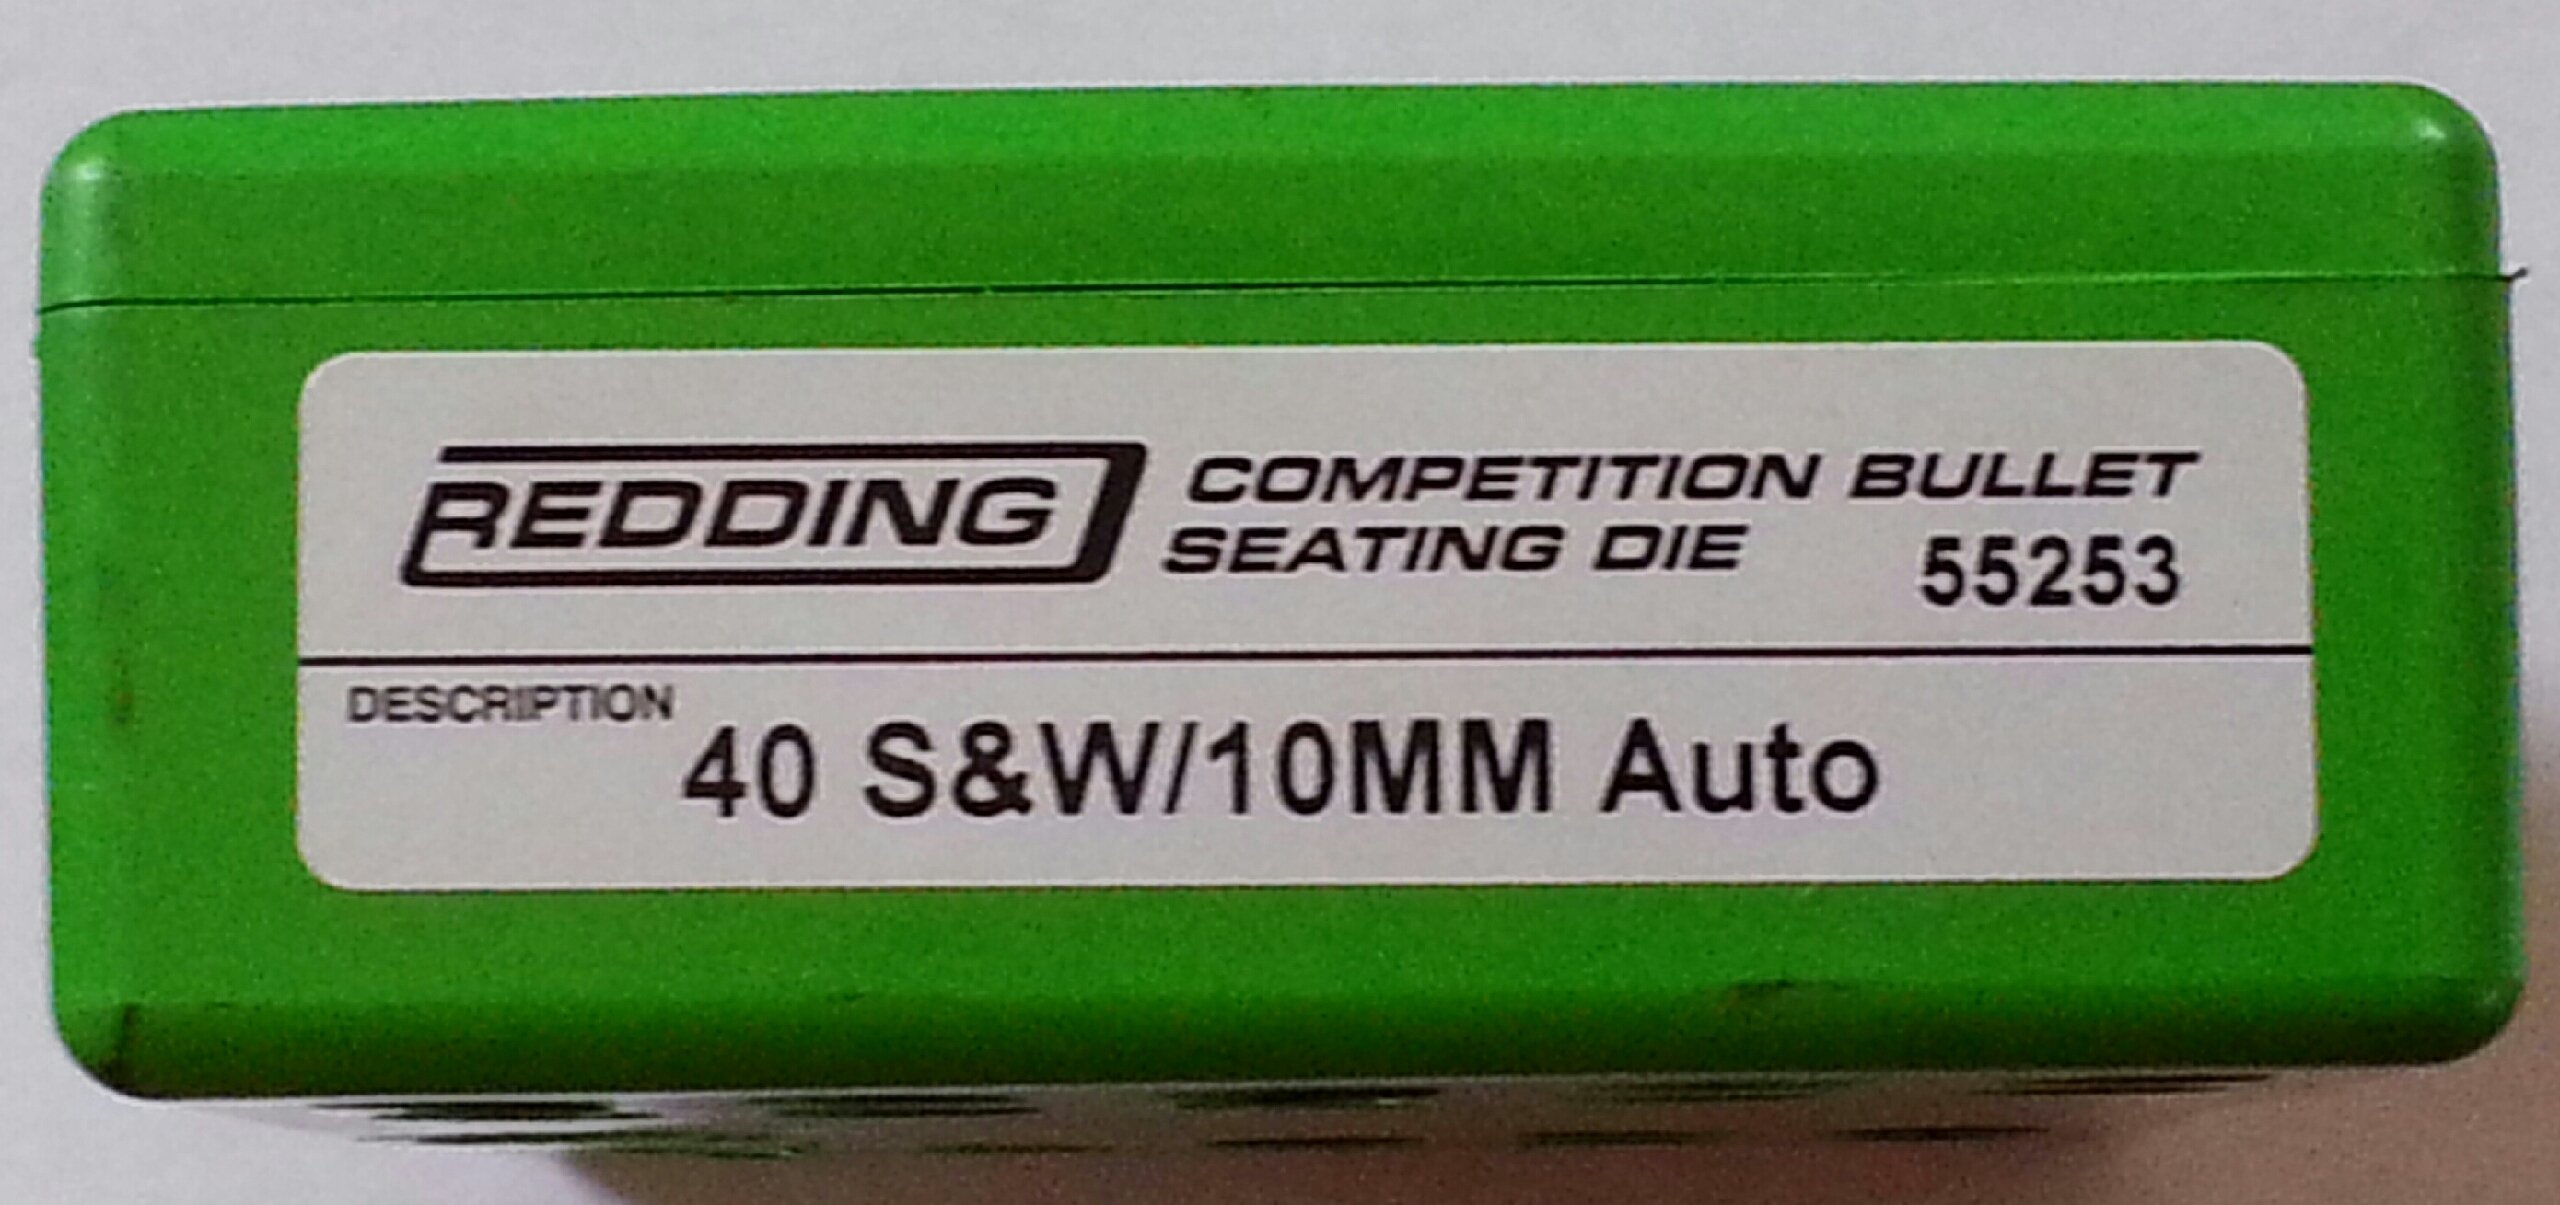 REDDING
COMPETITION BULLET
SEATING DIE
55253
DESCRIPTION
40 S&W/10MM Auto